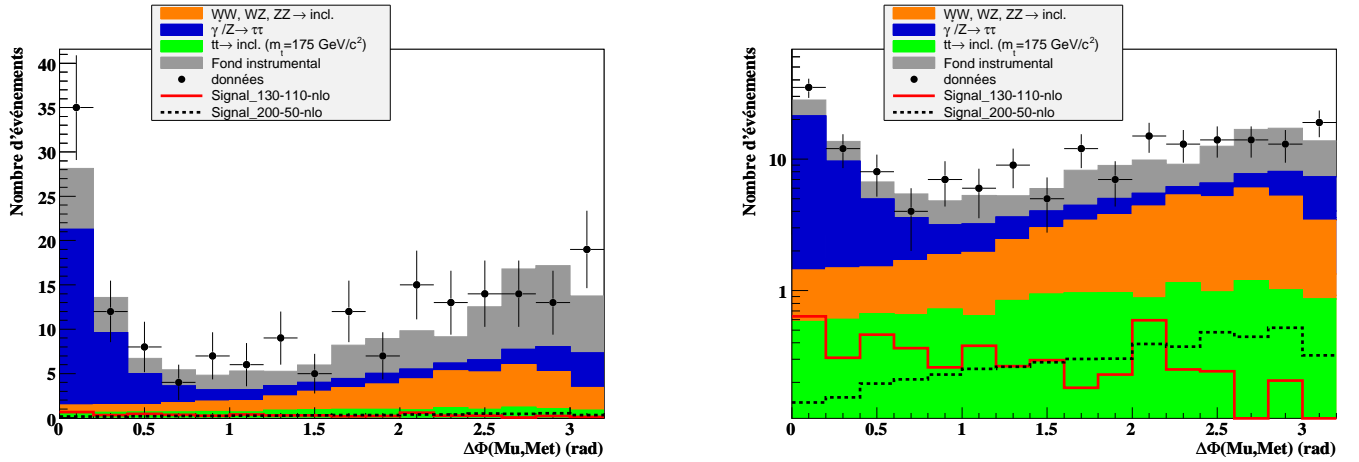 WW, WZ, ZZ→ incl.
γ*/Z→ ττ
tt→ incl. (m_t=175 GeV/c²)
Fond instrumental
données
Signal_130-110-nlo
Signal_200-50-nlo
Nombre d'événements
40
35
30
25
20
15
10
5
0
0 0.5 1 1.5 2 2.5 3
ΔΦ(Mu,Met) (rad)
WW, WZ, ZZ→ incl.
γ*/Z→ ττ
tt→ incl. (m_t=175 GeV/c²)
Fond instrumental
données
Signal_130-110-nlo
Signal_200-50-nlo
Nombre d'événements
10
1
0 0.5 1 1.5 2 2.5 3
ΔΦ(Mu,Met) (rad)